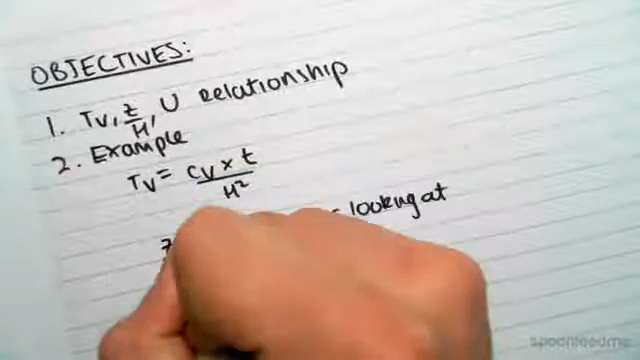 OBJECTIVES:
1. Tv, z/H, U relationship
2. Example
Tv = cv × t / H²
looking at
z
spoonfeedme